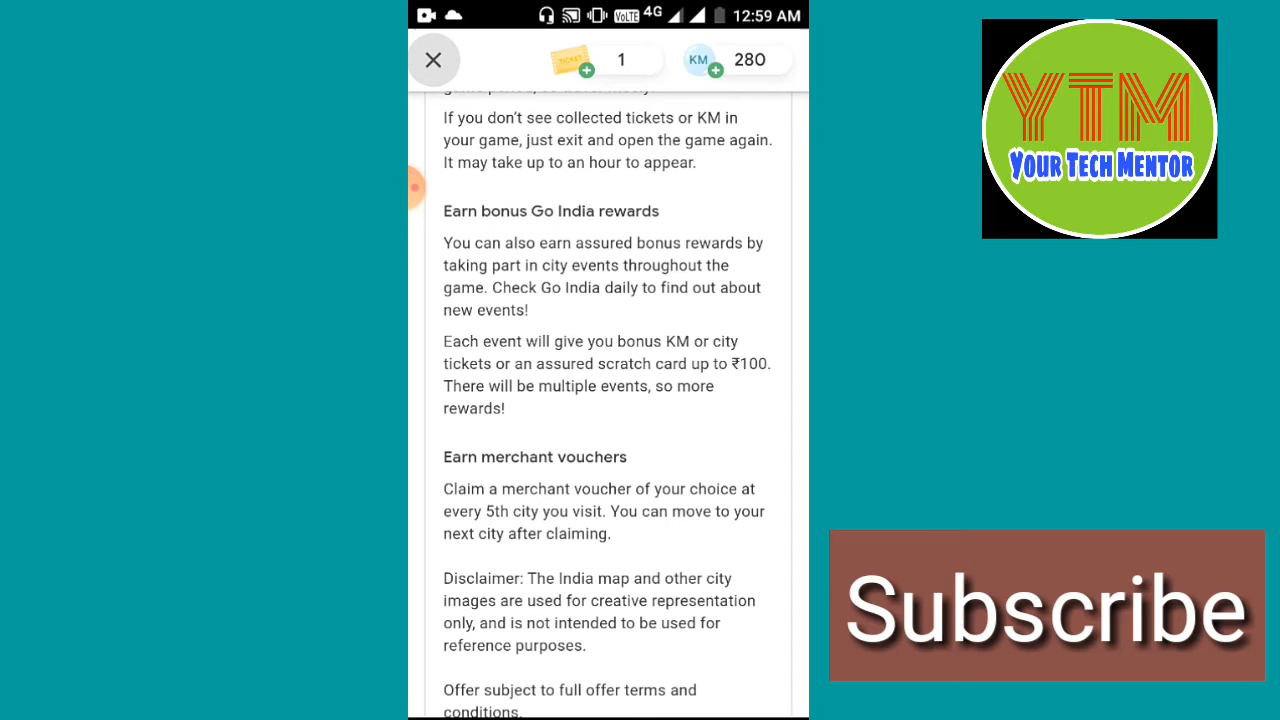 VoLTE 4G 12:59 AM
TICKET 1 KM 280
If you don't see collected tickets or KM in
your game, just exit and open the game again.
It may take up to an hour to appear.
Earn bonus Go India rewards
You can also earn assured bonus rewards by
taking part in city events throughout the
game. Check Go India daily to find out about
new events!
Each event will give you bonus KM or city
tickets or an assured scratch card up to ₹100.
There will be multiple events, so more
rewards!
Earn merchant vouchers
Claim a merchant voucher of your choice at
every 5th city you visit. You can move to your
next city after claiming.
Disclaimer: The India map and other city
images are used for creative representation
only, and is not intended to be used for
reference purposes.
Offer subject to full offer terms and
conditions.
YTM
YOUR TECH MENTOR
Subscribe